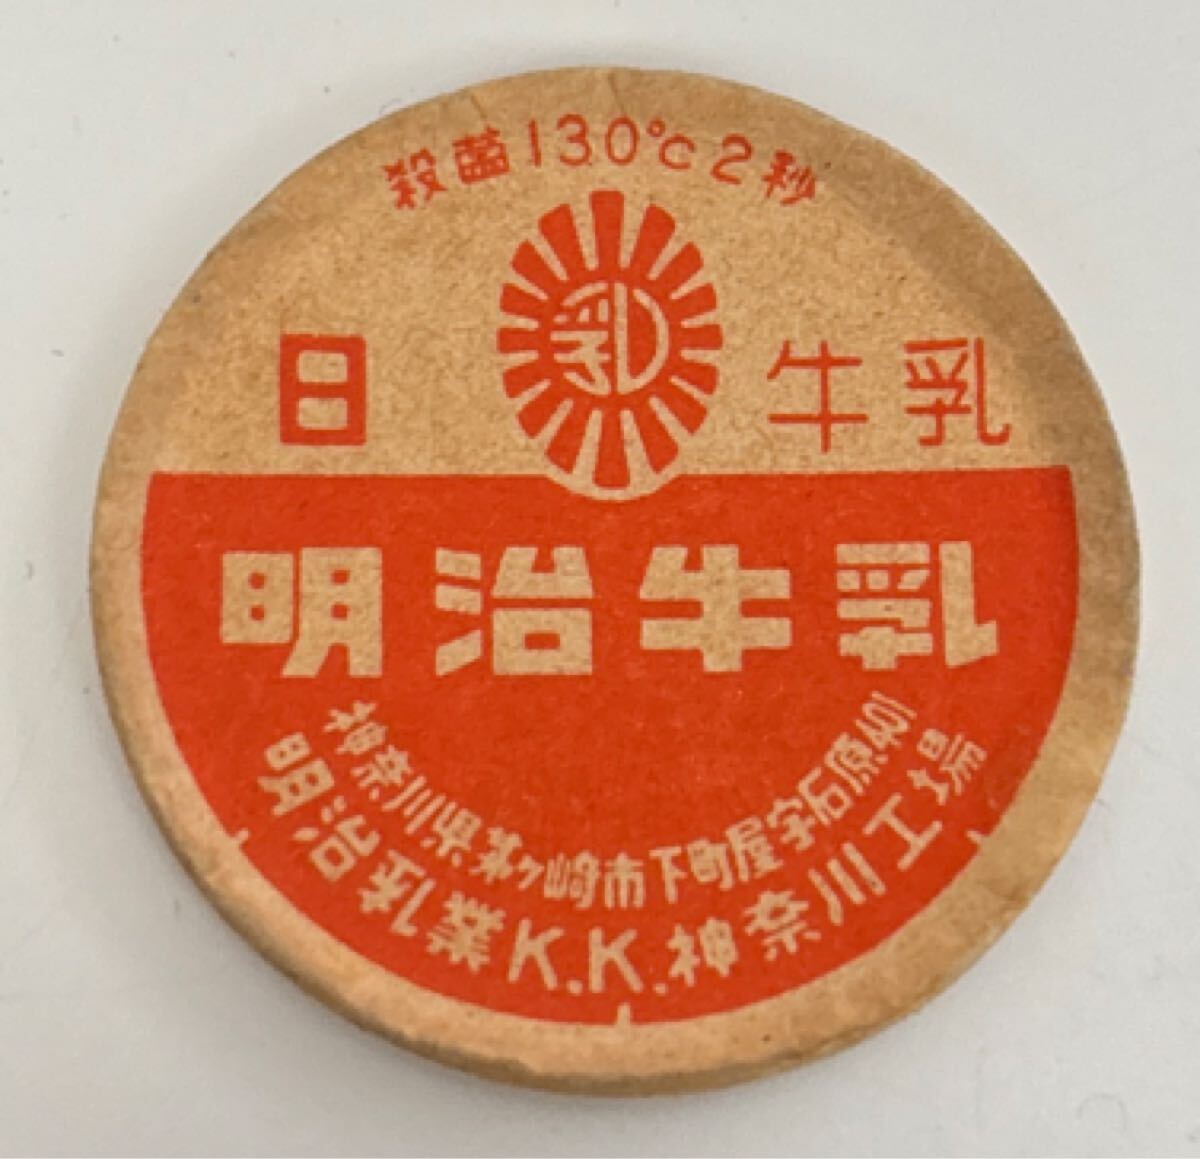 殺菌130℃2秒
乳
日 牛乳
明治牛乳
神奈川県茅ヶ崎市下町屋字石原401
明治乳業K.K.神奈川工場